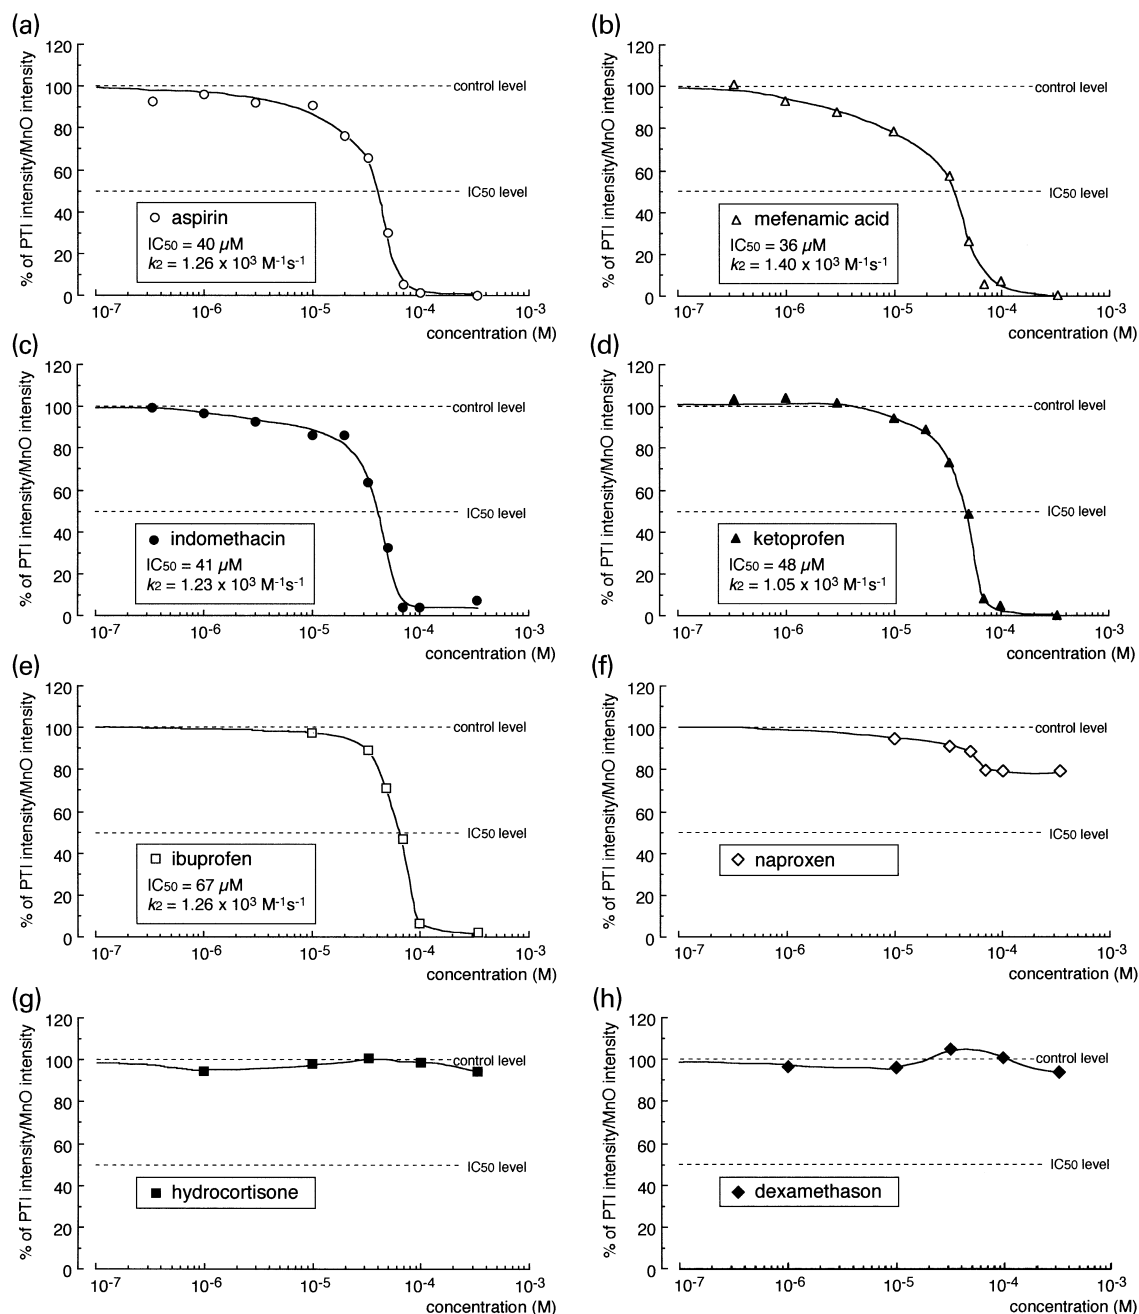 (a)
120
100
80
60
40
20
0
% of PTI intensity/MnO intensity
control level
IC50 level
○ aspirin
IC50 = 40 µM
k2 = 1.26 x 10³ M-¹s-¹
10-7 10-6 10-5 10-4 10-3
concentration (M)
(b)
120
100
80
60
40
20
0
% of PTI intensity/MnO intensity
control level
IC50 level
△ mefenamic acid
IC50 = 36 µM
k2 = 1.40 x 10³ M-¹s-¹
10-7 10-6 10-5 10-4 10-3
concentration (M)
(c)
120
100
80
60
40
20
0
% of PTI intensity/MnO intensity
control level
IC50 level
● indomethacin
IC50 = 41 µM
k2 = 1.23 x 10³ M-¹s-¹
10-7 10-6 10-5 10-4 10-3
concentration (M)
(d)
120
100
80
60
40
20
0
% of PTI intensity/MnO intensity
control level
IC50 level
▲ ketoprofen
IC50 = 48 µM
k2 = 1.05 x 10³ M-¹s-¹
10-7 10-6 10-5 10-4 10-3
concentration (M)
(e)
120
100
80
60
40
20
0
% of PTI intensity/MnO intensity
control level
IC50 level
□ ibuprofen
IC50 = 67 µM
k2 = 1.26 x 10³ M-¹s-¹
10-7 10-6 10-5 10-4 10-3
concentration (M)
(f)
120
100
80
60
40
20
0
% of PTI intensity/MnO intensity
control level
IC50 level
◇ naproxen
10-7 10-6 10-5 10-4 10-3
concentration (M)
(g)
120
100
80
60
40
20
0
% of PTI intensity/MnO intensity
control level
IC50 level
■ hydrocortisone
10-7 10-6 10-5 10-4 10-3
concentration (M)
(h)
120
100
80
60
40
20
0
% of PTI intensity/MnO intensity
control level
IC50 level
◆ dexamethason
10-7 10-6 10-5 10-4 10-3
concentration (M)